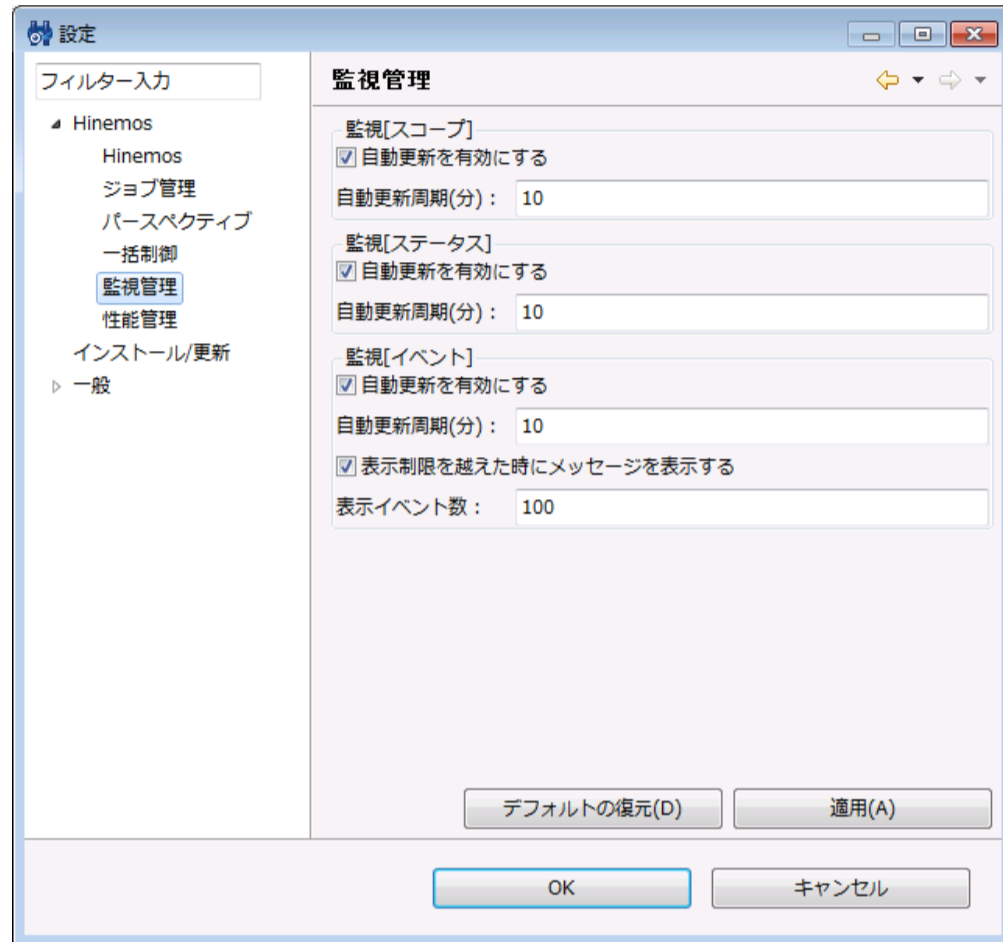 設定
フィルター入力
Hinemos
Hinemos
ジョブ管理
パースペクティブ
一括制御
監視管理
性能管理
インストール/更新
一般
監視管理
監視[スコープ]
自動更新を有効にする
自動更新周期(分)： 10
監視[ステータス]
自動更新を有効にする
自動更新周期(分)： 10
監視[イベント]
自動更新を有効にする
自動更新周期(分)： 10
表示制限を越えた時にメッセージを表示する
表示イベント数： 100
デフォルトの復元(D) 適用(A)
OK キャンセル